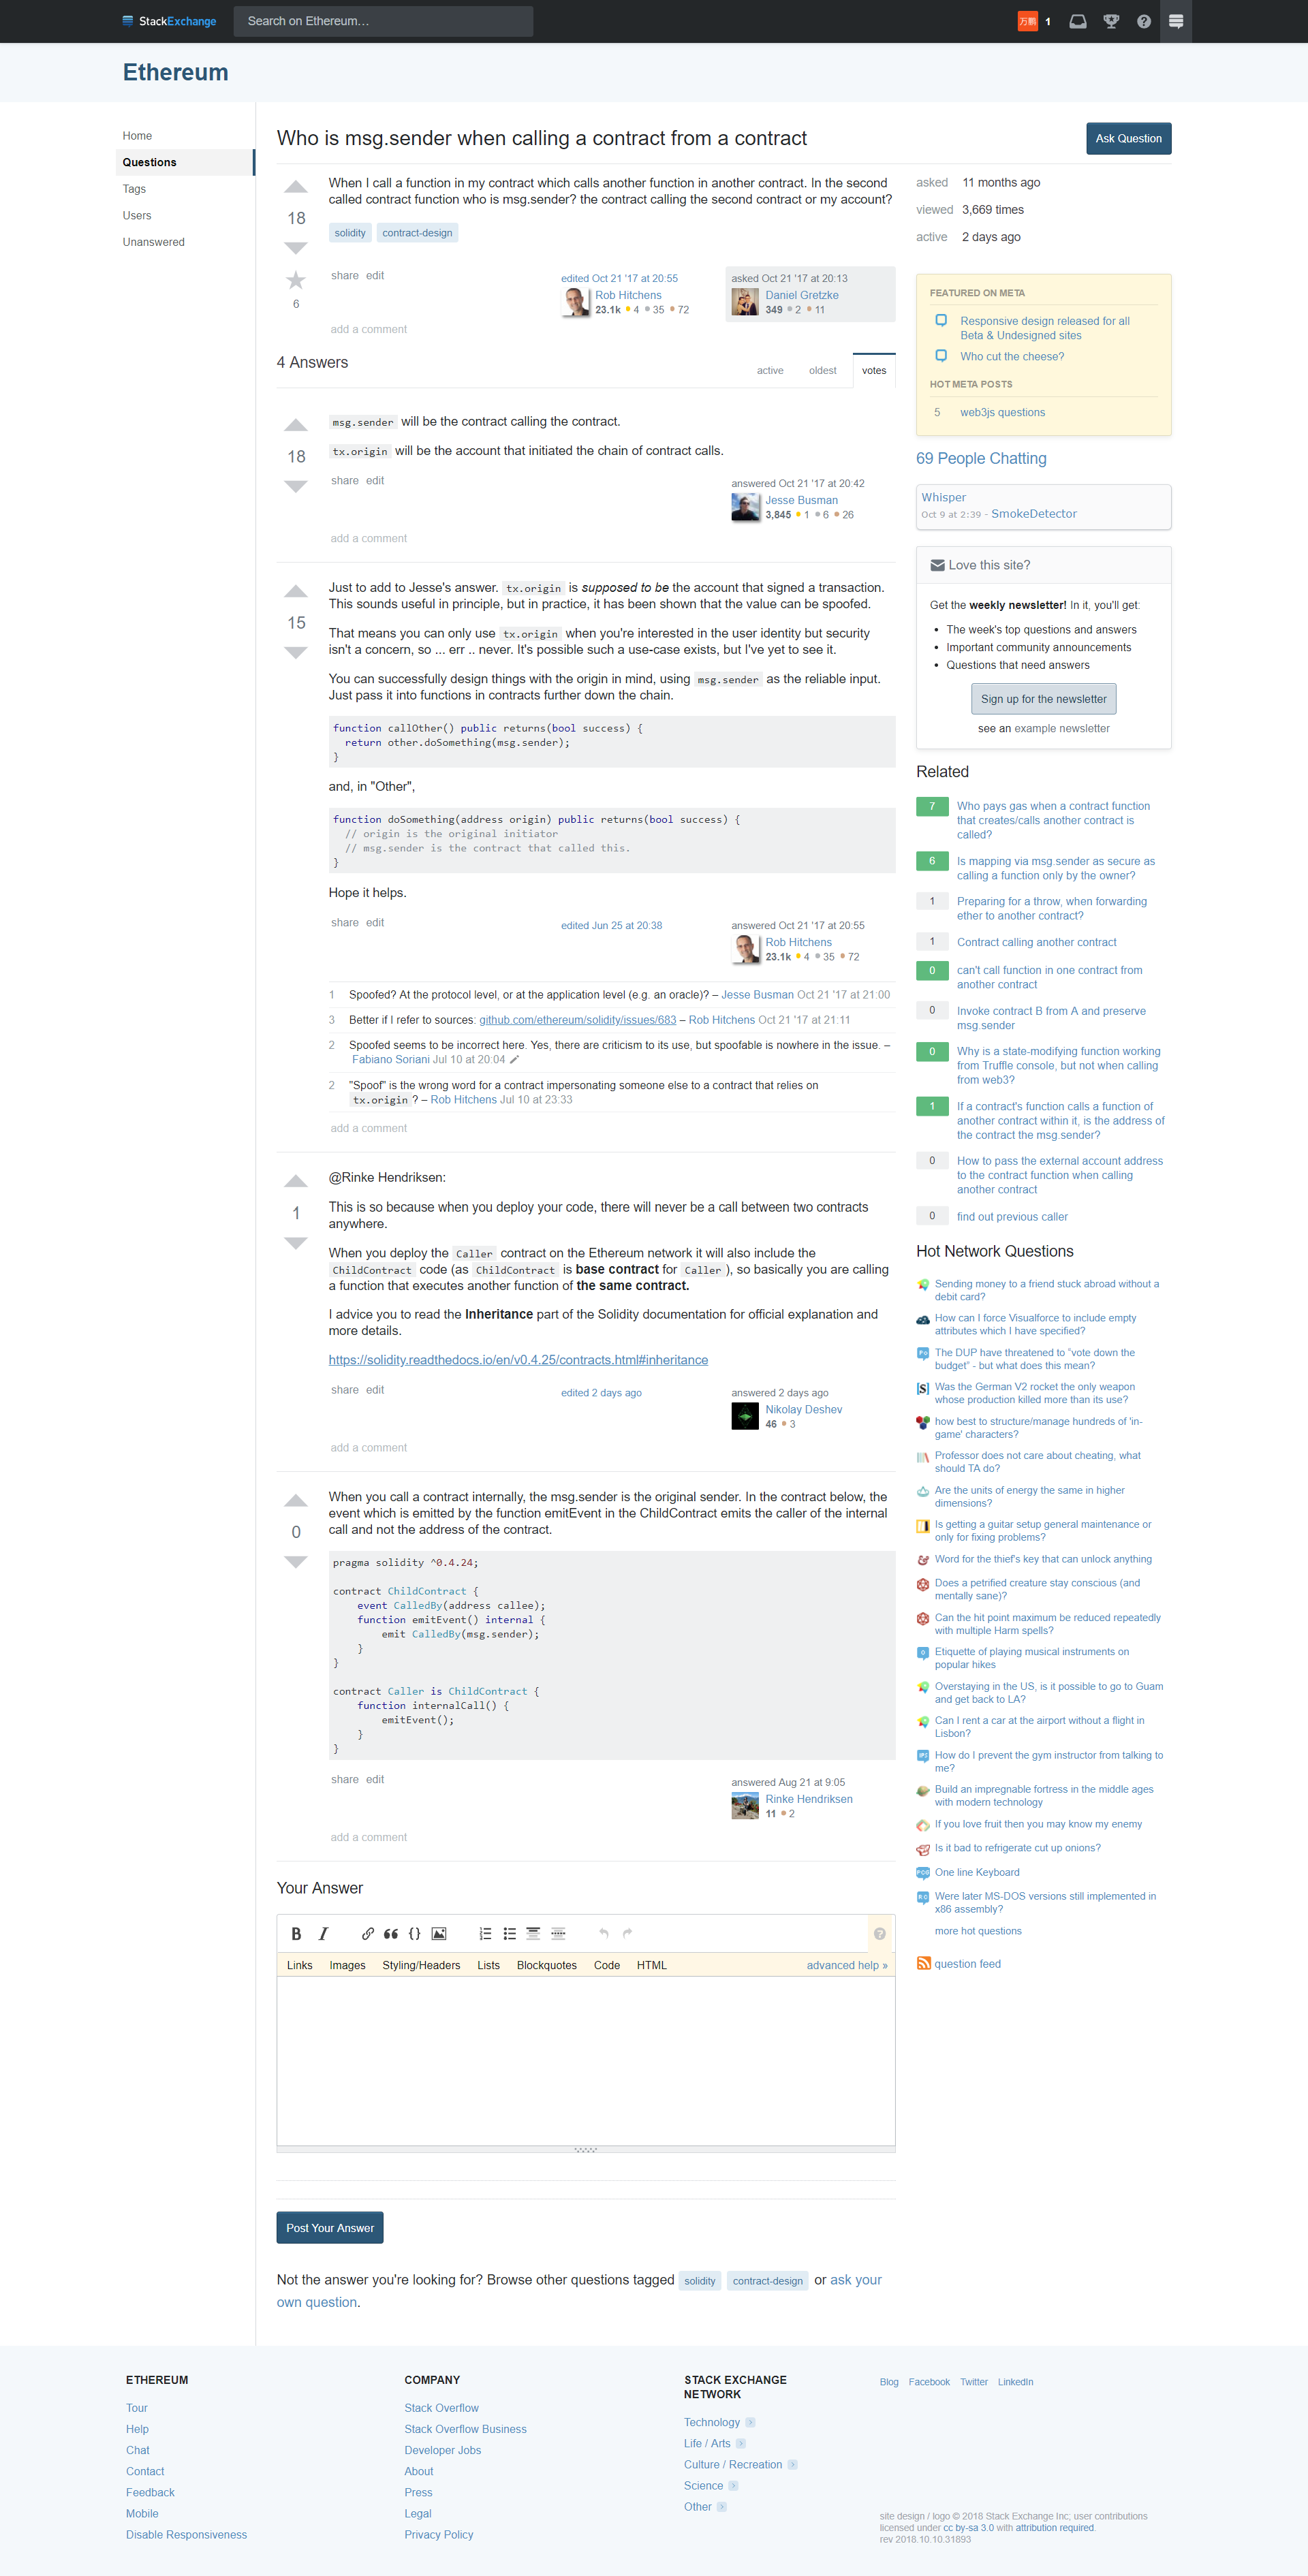 StackExchange
Search on Ethereum…
万鹏
1
Ethereum
Home
Questions
Tags
Users
Unanswered
Who is msg.sender when calling a contract from a contract
Ask Question
18
6
When I call a function in my contract which calls another function in another contract. In the second
called contract function who is msg.sender? the contract calling the second contract or my account?
solidity contract-design
share edit
edited Oct 21 '17 at 20:55
Rob Hitchens
23.1k 4 35 72
asked Oct 21 '17 at 20:13
Daniel Gretzke
349 2 11
add a comment
4 Answers
active oldest votes
18
msg.sender will be the contract calling the contract.
tx.origin will be the account that initiated the chain of contract calls.
share edit
answered Oct 21 '17 at 20:42
Jesse Busman
3,845 1 6 26
add a comment
15
Just to add to Jesse's answer. tx.origin is supposed to be the account that signed a transaction.
This sounds useful in principle, but in practice, it has been shown that the value can be spoofed.
That means you can only use tx.origin when you're interested in the user identity but security
isn't a concern, so ... err .. never. It's possible such a use-case exists, but I've yet to see it.
You can successfully design things with the origin in mind, using msg.sender as the reliable input.
Just pass it into functions in contracts further down the chain.
function callOther() public returns(bool success) {
  return other.doSomething(msg.sender);
}
and, in "Other",
function doSomething(address origin) public returns(bool success) {
  // origin is the original initiator
  // msg.sender is the contract that called this.
}
Hope it helps.
share edit
edited Jun 25 at 20:38
answered Oct 21 '17 at 20:55
Rob Hitchens
23.1k 4 35 72
1 Spoofed? At the protocol level, or at the application level (e.g. an oracle)? – Jesse Busman Oct 21 '17 at 21:00
3 Better if I refer to sources: github.com/ethereum/solidity/issues/683 – Rob Hitchens Oct 21 '17 at 21:11
2 Spoofed seems to be incorrect here. Yes, there are criticism to its use, but spoofable is nowhere in the issue. –
Fabiano Soriani Jul 10 at 20:04
2 "Spoof" is the wrong word for a contract impersonating someone else to a contract that relies on
tx.origin ? – Rob Hitchens Jul 10 at 23:33
add a comment
1
@Rinke Hendriksen:
This is so because when you deploy your code, there will never be a call between two contracts
anywhere.
When you deploy the Caller contract on the Ethereum network it will also include the
ChildContract code (as ChildContract is base contract for Caller ), so basically you are calling
a function that executes another function of the same contract.
I advice you to read the Inheritance part of the Solidity documentation for official explanation and
more details.
https://solidity.readthedocs.io/en/v0.4.25/contracts.html#inheritance
share edit
edited 2 days ago
answered 2 days ago
Nikolay Deshev
46 3
add a comment
0
When you call a contract internally, the msg.sender is the original sender. In the contract below, the
event which is emitted by the function emitEvent in the ChildContract emits the caller of the internal
call and not the address of the contract.
pragma solidity ^0.4.24;
contract ChildContract {
    event CalledBy(address callee);
    function emitEvent() internal {
        emit CalledBy(msg.sender);
    }
}
contract Caller is ChildContract {
    function internalCall() {
        emitEvent();
    }
}
share edit
answered Aug 21 at 9:05
Rinke Hendriksen
11 2
add a comment
Your Answer
Links Images Styling/Headers Lists Blockquotes Code HTML advanced help »
Post Your Answer
Not the answer you're looking for? Browse other questions tagged solidity contract-design or ask your
own question.
asked 11 months ago
viewed 3,669 times
active 2 days ago
FEATURED ON META
Responsive design released for all
Beta & Undesigned sites
Who cut the cheese?
HOT META POSTS
5 web3js questions
69 People Chatting
Whisper
Oct 9 at 2:39 - SmokeDetector
Love this site?
Get the weekly newsletter! In it, you'll get:
• The week's top questions and answers
• Important community announcements
• Questions that need answers
Sign up for the newsletter
see an example newsletter
Related
7 Who pays gas when a contract function
that creates/calls another contract is
called?
6 Is mapping via msg.sender as secure as
calling a function only by the owner?
1 Preparing for a throw, when forwarding
ether to another contract?
1 Contract calling another contract
0 can't call function in one contract from
another contract
0 Invoke contract B from A and preserve
msg.sender
0 Why is a state-modifying function working
from Truffle console, but not when calling
from web3?
1 If a contract's function calls a function of
another contract within it, is the address of
the contract the msg.sender?
0 How to pass the external account address
to the contract function when calling
another contract
0 find out previous caller
Hot Network Questions
Sending money to a friend stuck abroad without a
debit card?
How can I force Visualforce to include empty
attributes which I have specified?
The DUP have threatened to "vote down the
budget" - but what does this mean?
Was the German V2 rocket the only weapon
whose production killed more than its use?
how best to structure/manage hundreds of 'in-
game' characters?
Professor does not care about cheating, what
should TA do?
Are the units of energy the same in higher
dimensions?
Is getting a guitar setup general maintenance or
only for fixing problems?
Word for the thief's key that can unlock anything
Does a petrified creature stay conscious (and
mentally sane)?
Can the hit point maximum be reduced repeatedly
with multiple Harm spells?
Etiquette of playing musical instruments on
popular hikes
Overstaying in the US, is it possible to go to Guam
and get back to LA?
Can I rent a car at the airport without a flight in
Lisbon?
How do I prevent the gym instructor from talking to
me?
Build an impregnable fortress in the middle ages
with modern technology
If you love fruit then you may know my enemy
Is it bad to refrigerate cut up onions?
One line Keyboard
Were later MS-DOS versions still implemented in
x86 assembly?
more hot questions
question feed
ETHEREUM
Tour
Help
Chat
Contact
Feedback
Mobile
Disable Responsiveness
COMPANY
Stack Overflow
Stack Overflow Business
Developer Jobs
About
Press
Legal
Privacy Policy
STACK EXCHANGE
NETWORK
Technology
Life / Arts
Culture / Recreation
Science
Other
Blog Facebook Twitter LinkedIn
site design / logo © 2018 Stack Exchange Inc; user contributions
licensed under cc by-sa 3.0 with attribution required.
rev 2018.10.10.31893